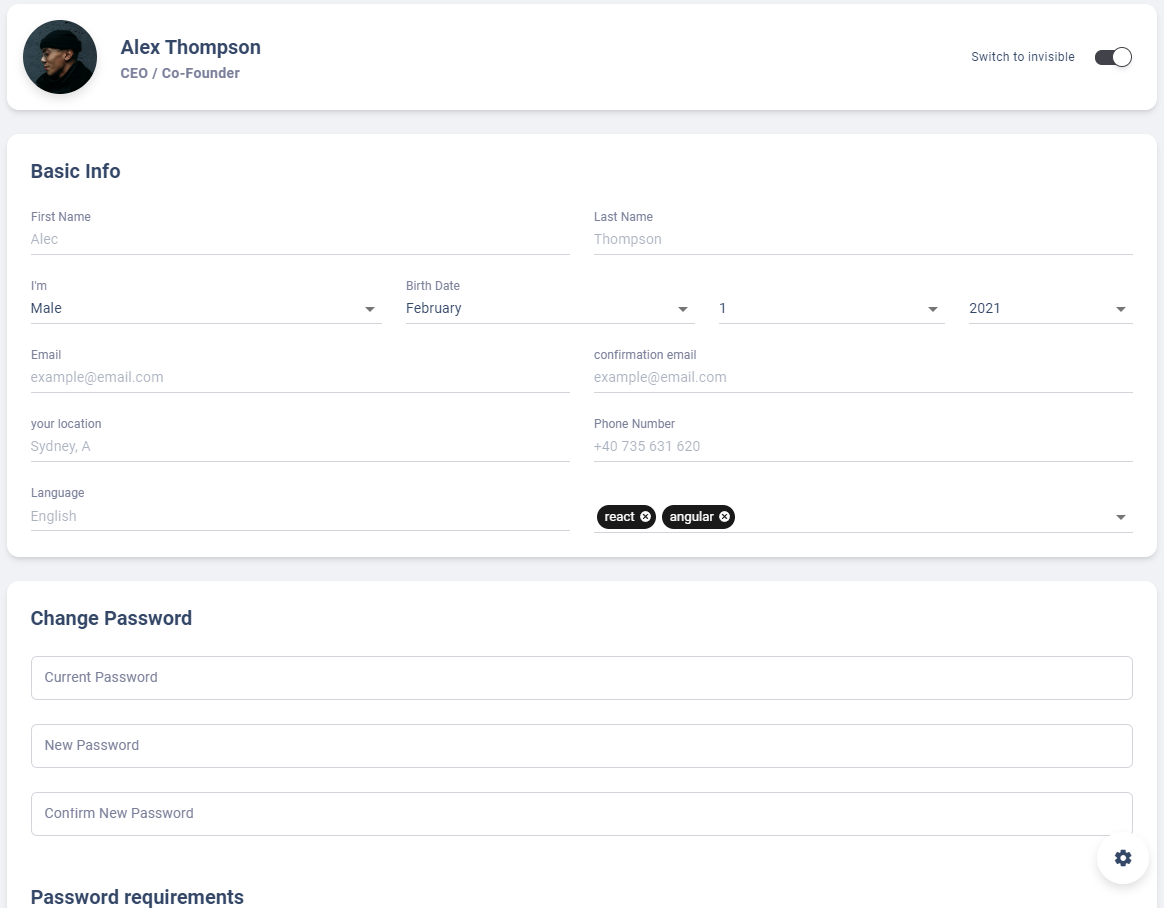 Alex Thompson
CEO / Co-Founder
Switch to invisible
Basic Info
First Name
Last Name
Alec
Thompson
I'm
Birth Date
Male
February
1
2021
Email
confirmation email
example@email.com
example@email.com
your location
Phone Number
Sydney, A
+40 735 631 620
Language
English
react
angular
Change Password
Current Password
New Password
Confirm New Password
Password requirements